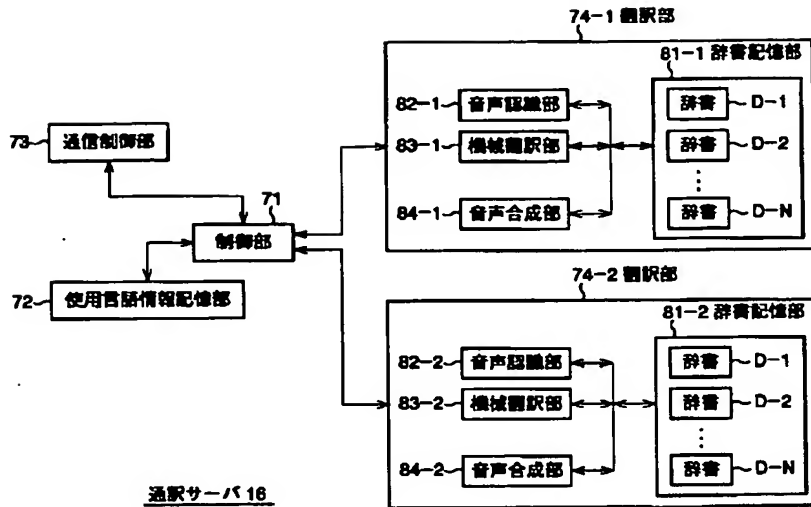 74-1 翻訳部
81-1 辞書記憶部
82-1 音声認識部
辞書 D-1
73 通信制御部
83-1 機械翻訳部
辞書 D-2
⋮
71
84-1 音声合成部
辞書 D-N
制御部
72 使用言語情報記憶部
74-2 翻訳部
81-2 辞書記憶部
82-2 音声認識部
辞書 D-1
83-2 機械翻訳部
辞書 D-2
⋮
84-2 音声合成部
辞書 D-N
通訳サーバ 16